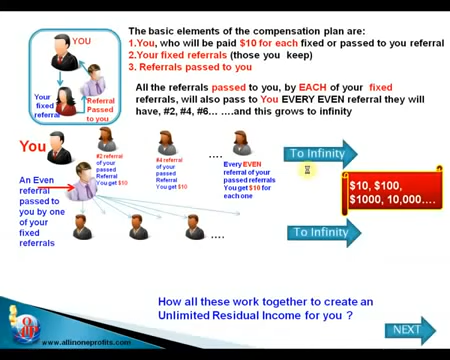 The basic elements of the compensation plan are:
1.You, who will be paid $10 for each fixed or passed to you referral
2.Your fixed referrals (those you keep)
3. Referrals passed to you
YOU
Your
fixed
referral
Referral
Passed
to you
All the referrals passed to you, by EACH of your fixed
referrals, will also pass to You EVERY EVEN referral they will
have, #2, #4, #6... ....and this grows to infinity
You
#2 referral
of your
passed
Referral
You get $10
#4 referral
of your
passed
Referral
You get $10
....
Every EVEN
referral of your
passed referrals
You get $10 for
each one
To Infinity
An Even
referral
passed to
you by one
of your
fixed
referrals
$10, $100,
$1000, 10,000....
....
To Infinity
How all these work together to create an
Unlimited Residual Income for you ?
www.allinoneprofits.com
NEXT